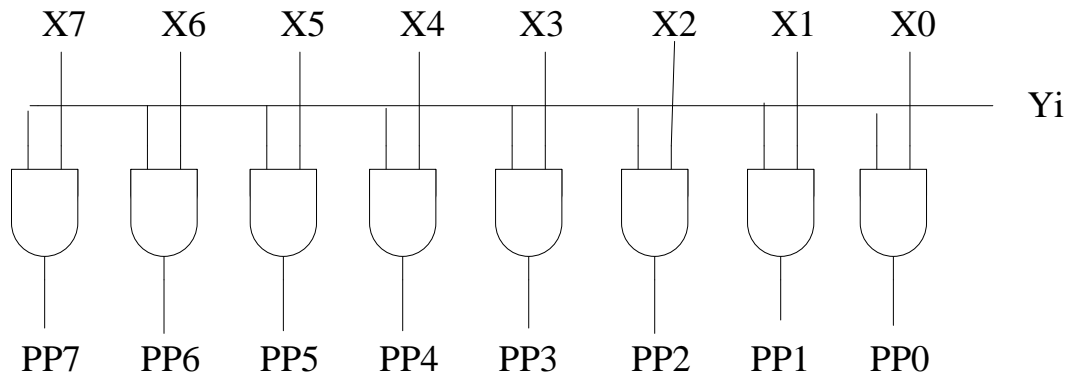 X7 X6 X5 X4 X3 X2 X1 X0
Yi
PP7 PP6 PP5 PP4 PP3 PP2 PP1 PP0